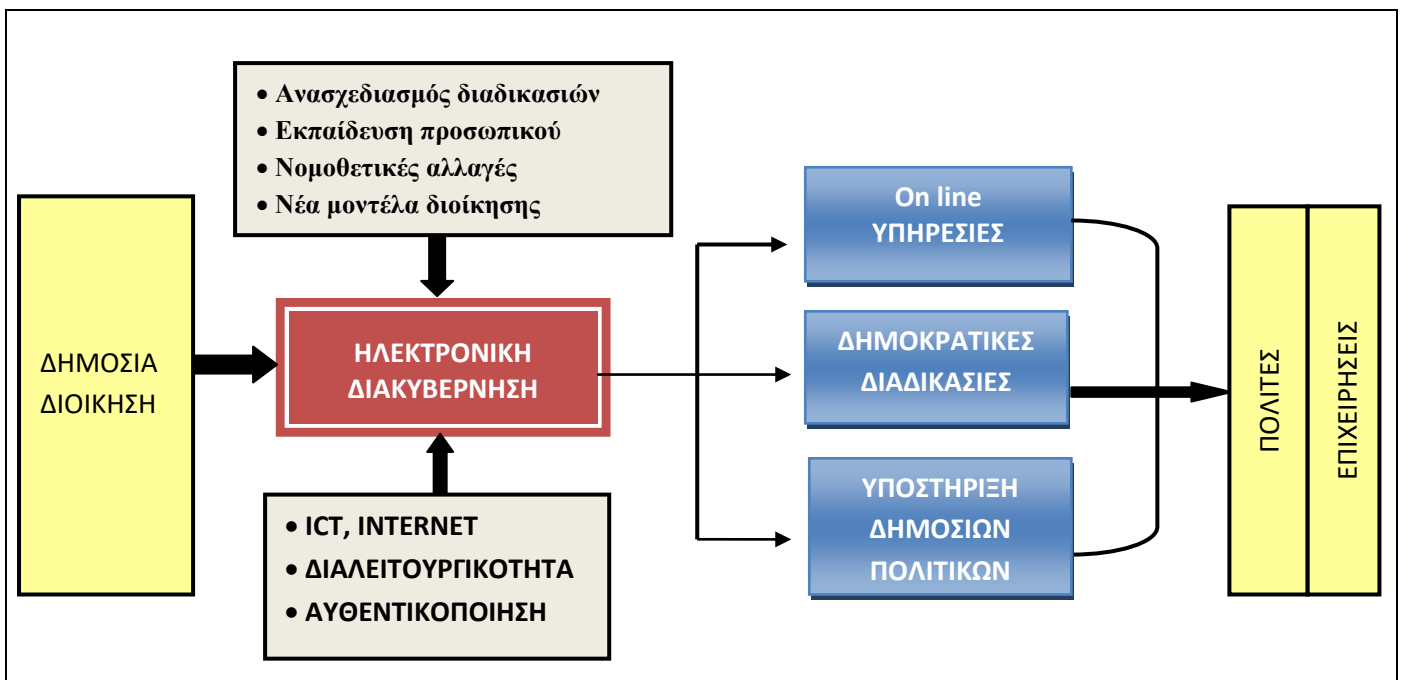 • Ανασχεδιασμός διαδικασιών
• Εκπαίδευση προσωπικού
• Νομοθετικές αλλαγές
• Νέα μοντέλα διοίκησης
ΔΗΜΟΣΙΑ
ΔΙΟΙΚΗΣΗ
ΗΛΕΚΤΡΟΝΙΚΗ
ΔΙΑΚΥΒΕΡΝΗΣΗ
• ICT, INTERNET
• ΔΙΑΛΕΙΤΟΥΡΓΙΚΟΤΗΤΑ
• ΑΥΘΕΝΤΙΚΟΠΟΙΗΣΗ
On line
ΥΠΗΡΕΣΙΕΣ
ΔΗΜΟΚΡΑΤΙΚΕΣ
ΔΙΑΔΙΚΑΣΙΕΣ
ΥΠΟΣΤΗΡΙΞΗ
ΔΗΜΟΣΙΩΝ
ΠΟΛΙΤΙΚΩΝ
ΠΟΛΙΤΕΣ
ΕΠΙΧΕΙΡΗΣΕΙΣ